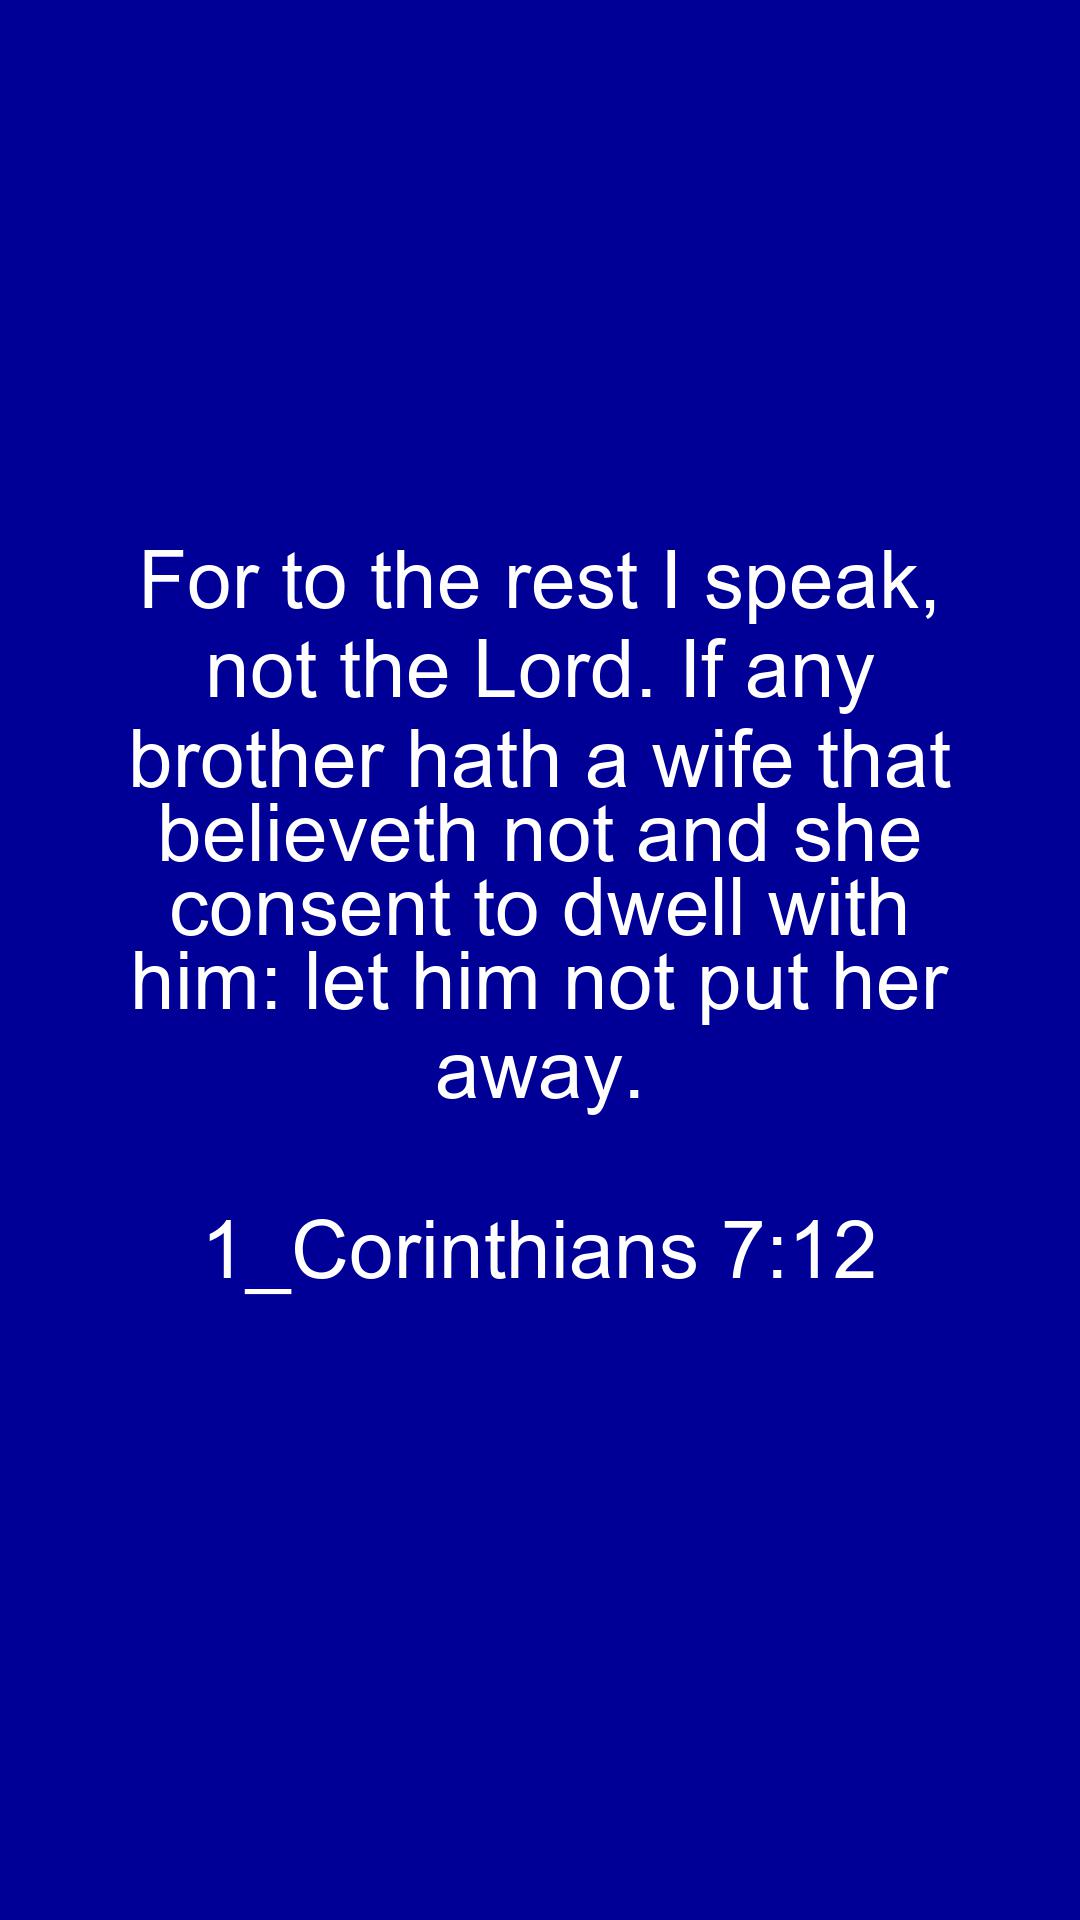 For to the rest I speak,
not the Lord. If any
brother hath a wife that
believeth not and she
consent to dwell with
him: let him not put her
away.
1_Corinthians 7:12